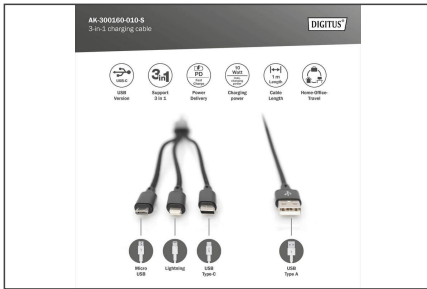 AK-300160-010-S
3-in-1 charging cable
DIGITUS®
USB-C
3in1
PD
10
Watt
1 m
Length
USB
Version
Support
3 in 1
Power
Delivery
Charging
power
Cable
Length
Home Office-
Travel
Micro
USB
Lightning
USB
Type-C
USB
Type A